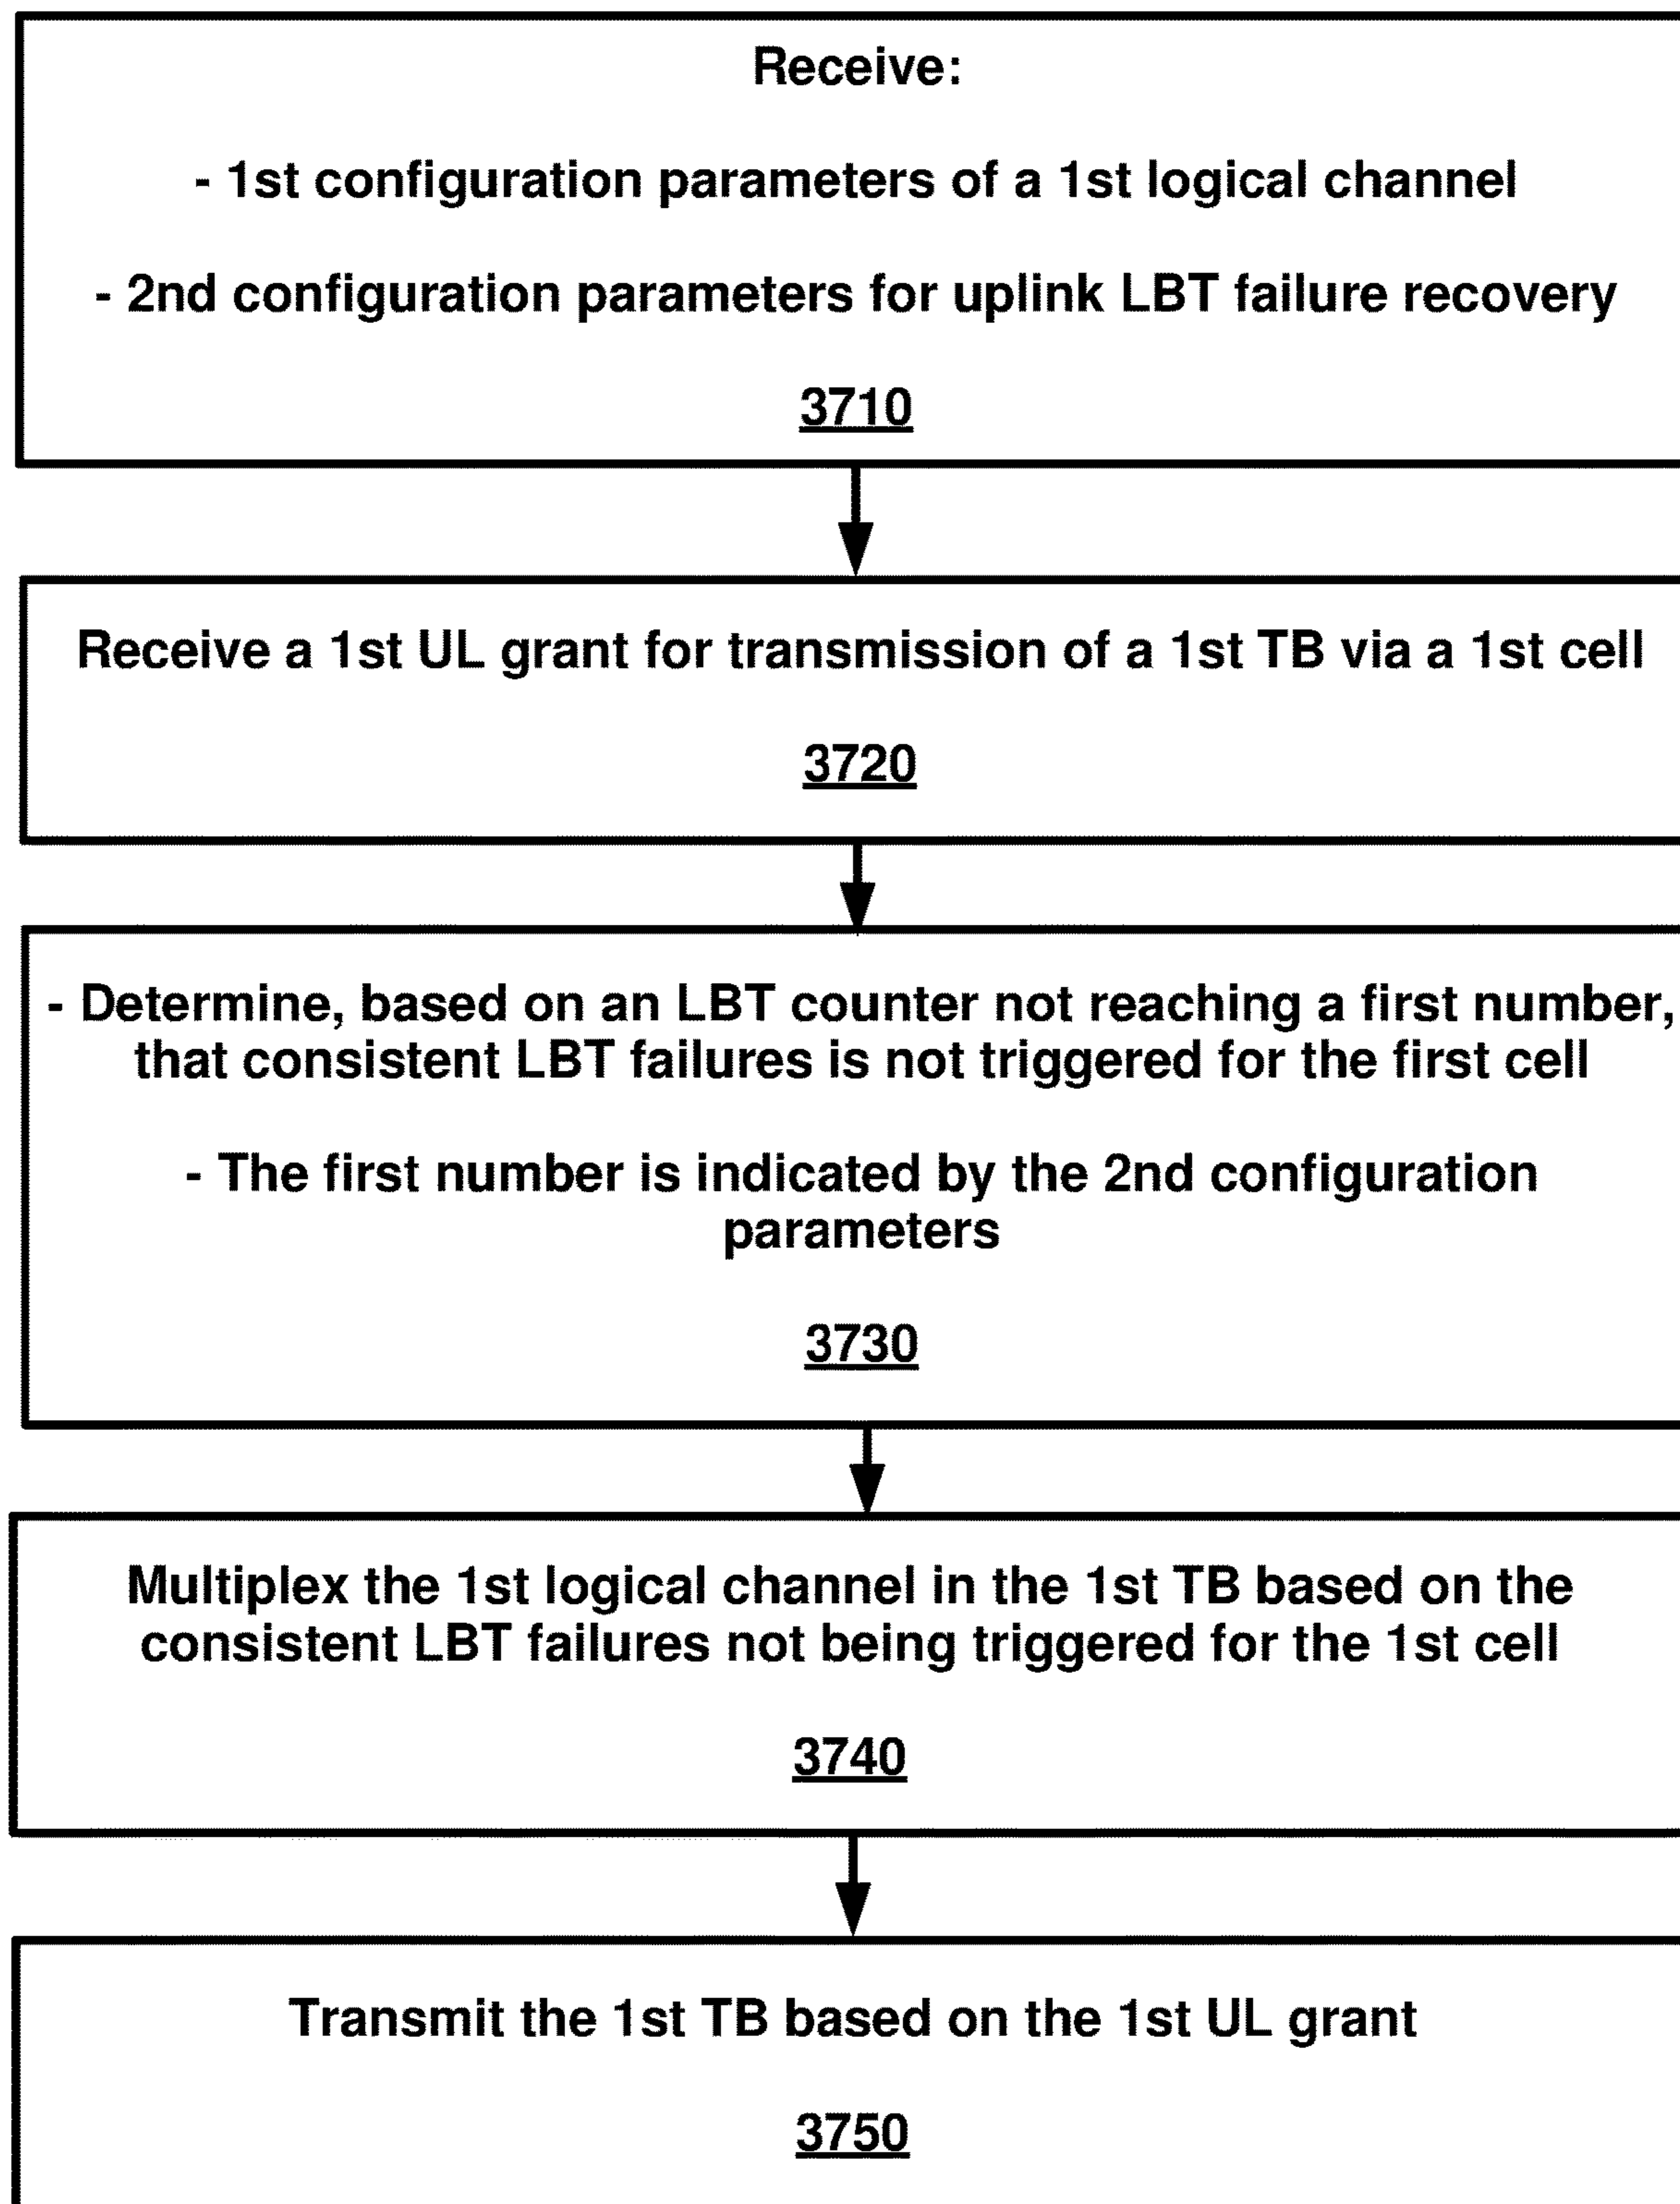 Receive:
- 1st configuration parameters of a 1st logical channel
- 2nd configuration parameters for uplink LBT failure recovery
3710
Receive a 1st UL grant for transmission of a 1st TB via a 1st cell
3720
- Determine, based on an LBT counter not reaching a first number,
that consistent LBT failures is not triggered for the first cell
- The first number is indicated by the 2nd configuration
parameters
3730
Multiplex the 1st logical channel in the 1st TB based on the
consistent LBT failures not being triggered for the 1st cell
3740
Transmit the 1st TB based on the 1st UL grant
3750